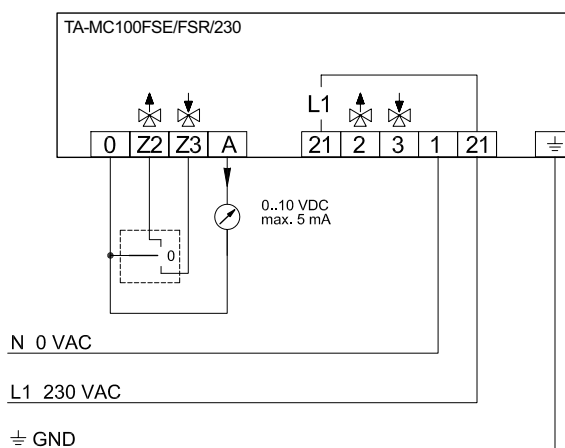 TA-MC100FSE/FSR/230
L1
0 Z2 Z3 A 21 2 3 1 21
0..10 VDC
max. 5 mA
0
N 0 VAC
L1 230 VAC
GND